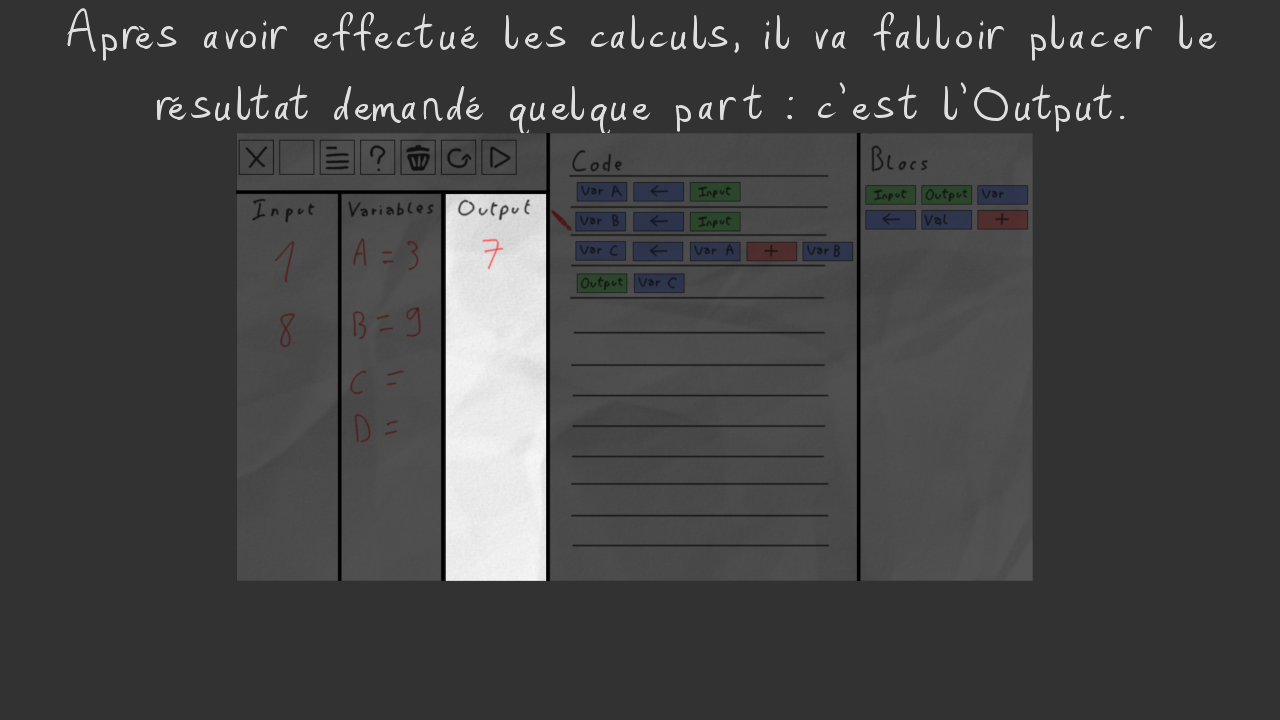 Après avoir effectué les calculs, il va falloir placer le
résultat demandé quelque part : c'est l'Output.
?
Input
1
8
Variables
A = 3
B = 9
C =
D =
Output
7
Code
Var A ← Input
Var B ← Input
Var C ← Var A + Var B
Output Var C
Blocs
Input Output Var
← Val +